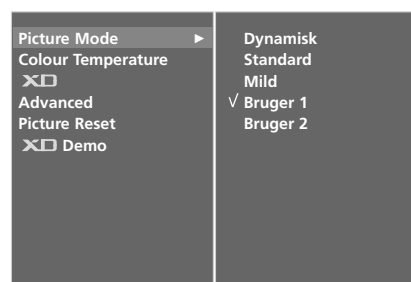 Picture Mode ►
Colour Temperature
XD
Advanced
Picture Reset
XD Demo
Dynamisk
Standard
Mild
√ Bruger 1
Bruger 2